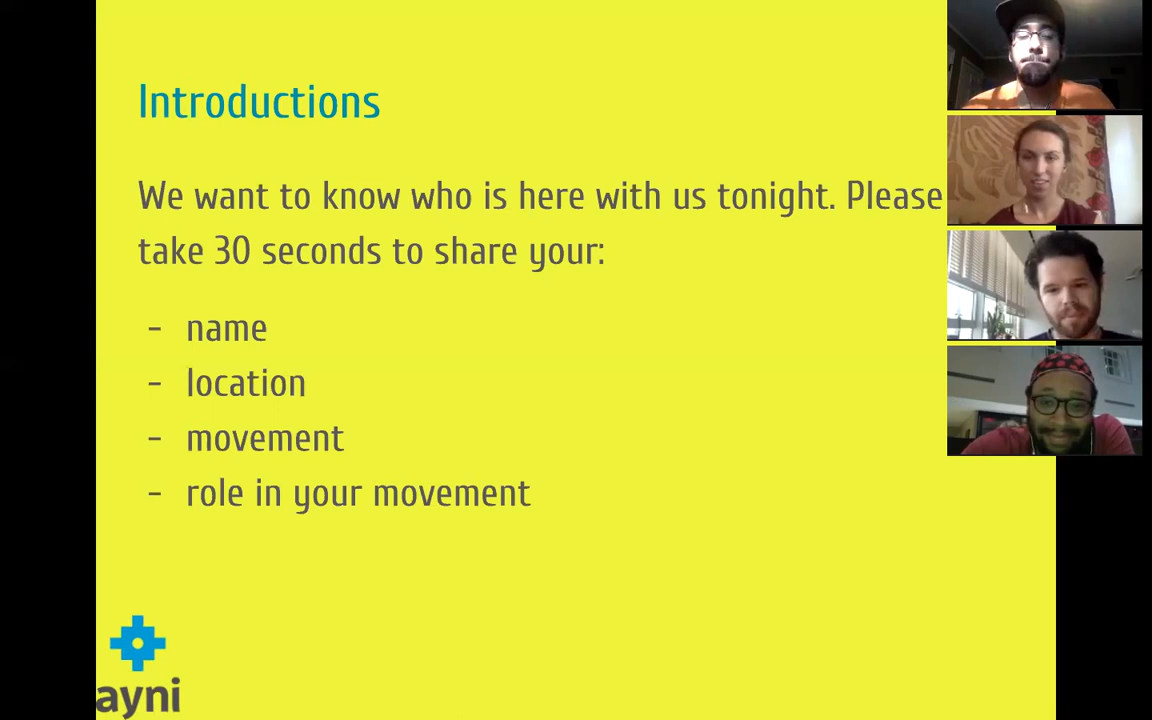 Introductions
We want to know who is here with us tonight. Please
take 30 seconds to share your:
- name
- location
- movement
- role in your movement
ayni